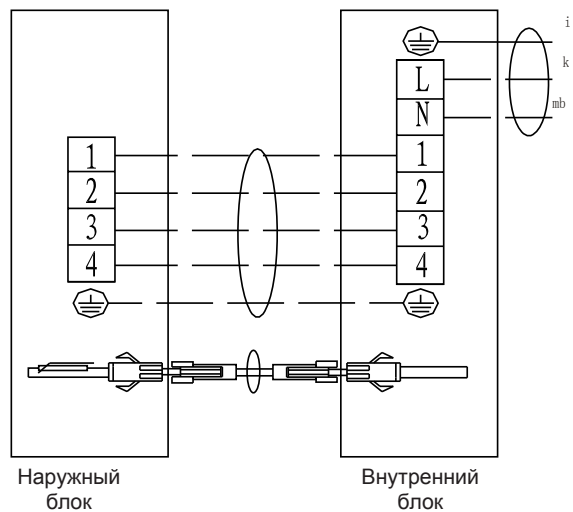 i
L
k
N
mb
1 1
2 2
3 3
4 4
Наружный блок
Внутренний блок